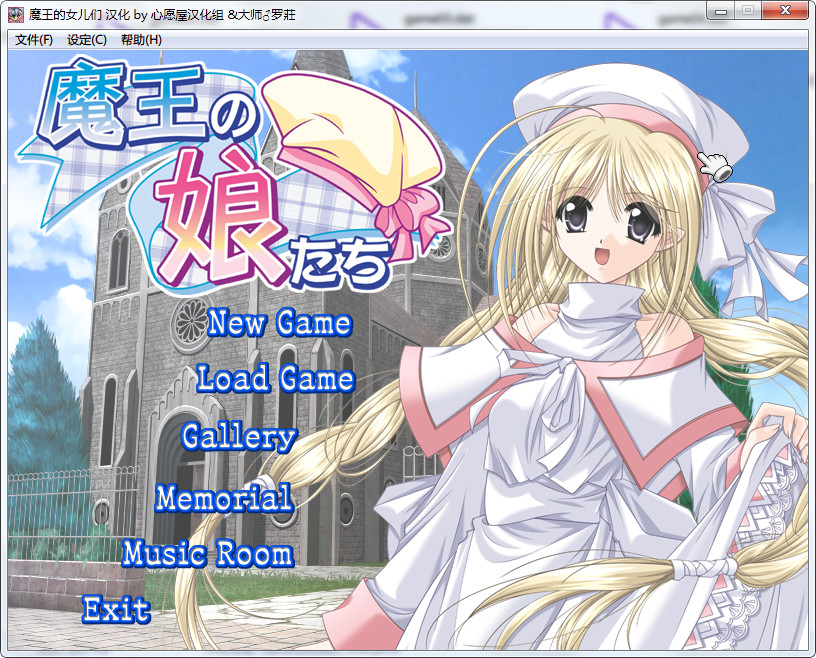 魔王的女儿们 汉化 by 心愿屋汉化组 &大师♂罗莊
文件(F) 设定(C) 帮助(H)
魔王の
娘たち
New Game
Load Game
Gallery
Memorial
Music Room
Exit